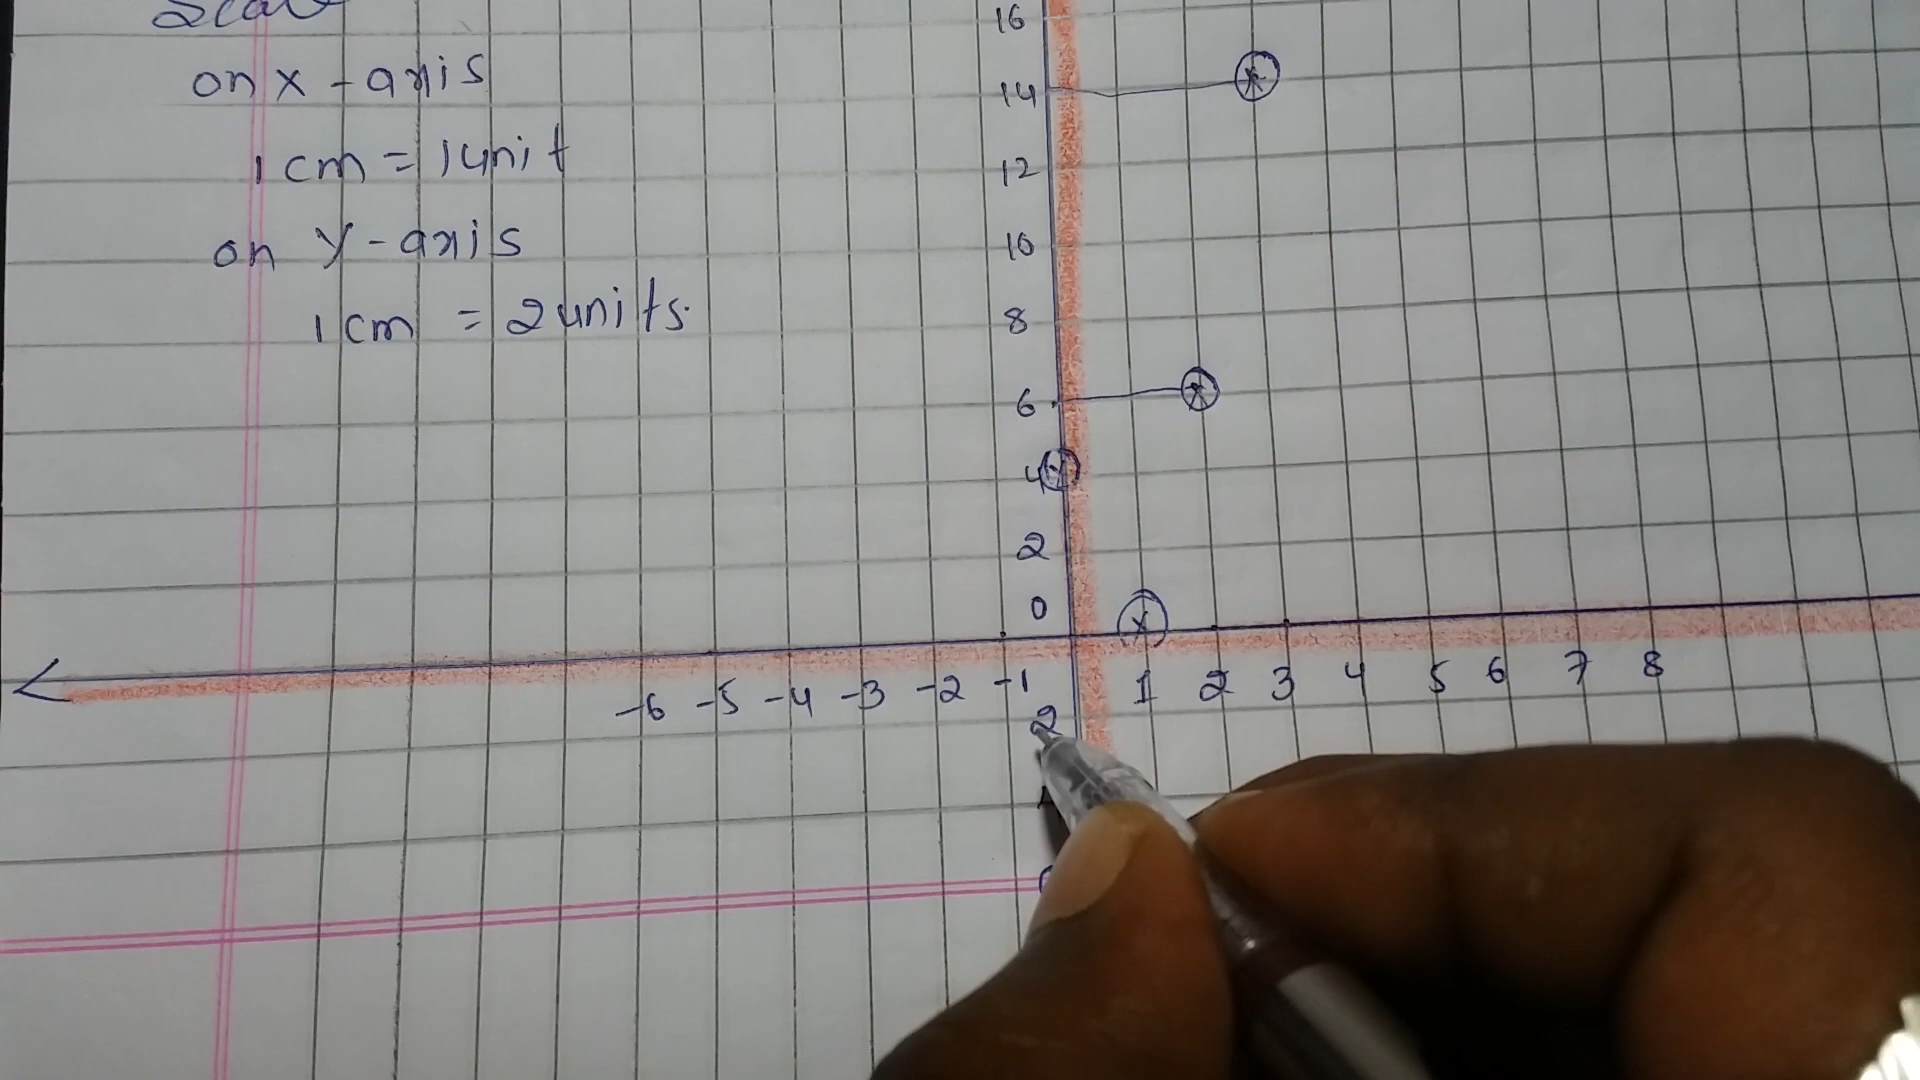 on x-axis
1 cm = 1 unit
on y-axis
1 cm = 2 units.
16
14
12
10
8
6
4
2
0
-6 -5 -4 -3 -2 -1 1 2 3 4 5 6 7 8
2